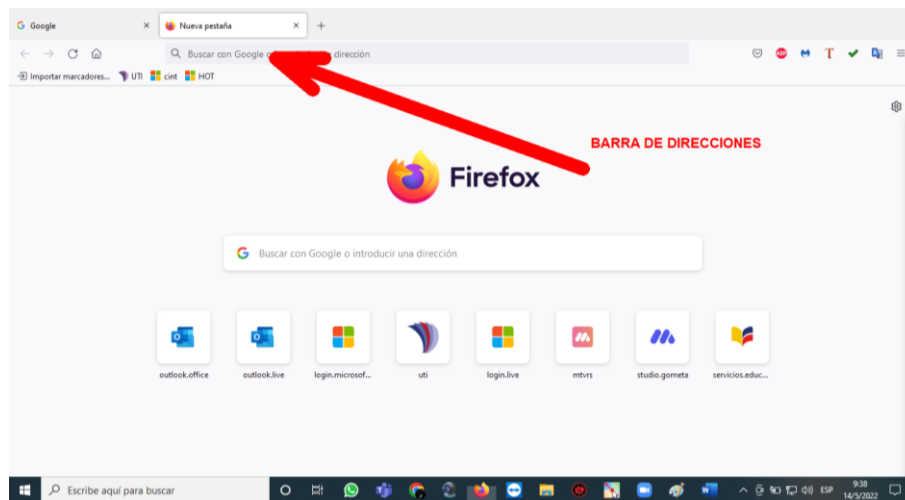 Google
Nueva pestaña
Buscar con Google o dirección
Importar marcadores... UTI cint HOT
BARRA DE DIRECCIONES
Firefox
Buscar con Google o introducir una dirección
outlook.office outlook.live login.microsof... uti login.live mtvrs studio.gometa servicios.educ...
Escribe aquí para buscar
ESP
9:38
14/5/2022